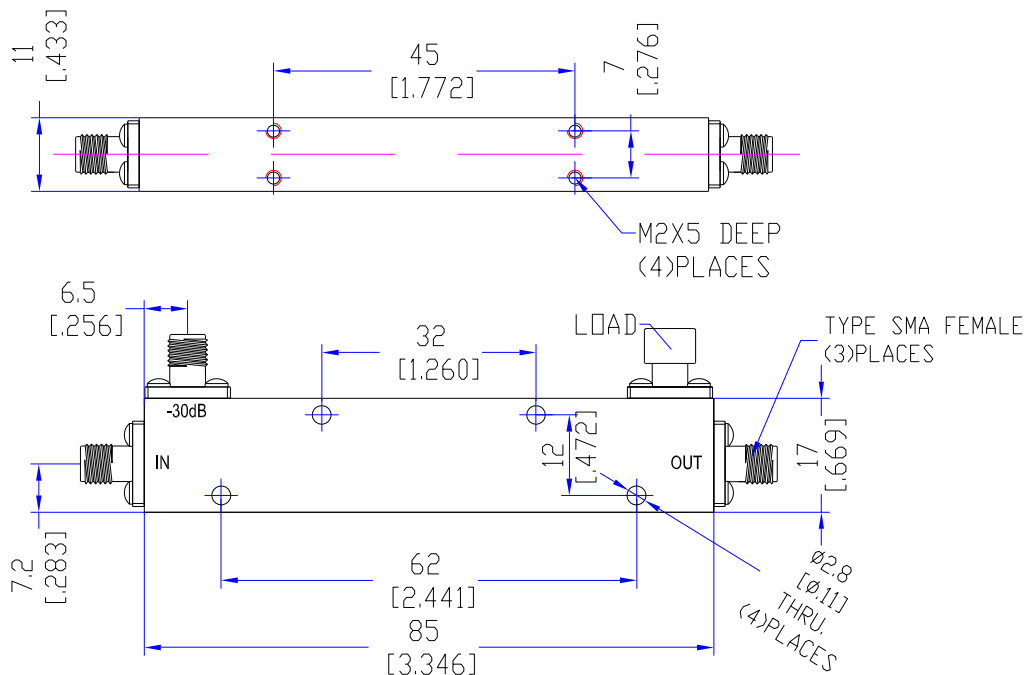 11
[.433]
45
[1.772]
7
[.276]
M2X5 DEEP
(4)PLACES
6.5
[.256]
32
[1.260]
LOAD
TYPE SMA FEMALE
(3)PLACES
-30dB
IN
12
[.472]
OUT
17
[.669]
7.2
[.283]
62
[2.441]
Ø2.8
[Ø.11]
THRU.
(4)PLACES
85
[3.346]